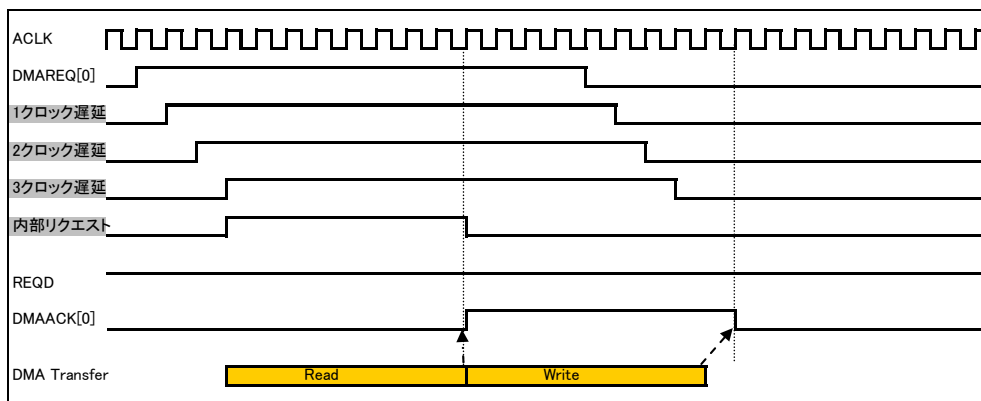 ACLK
DMAREQ[0]
1クロック遅延
2クロック遅延
3クロック遅延
内部リクエスト
REQD
DMAACK[0]
DMA Transfer Read Write